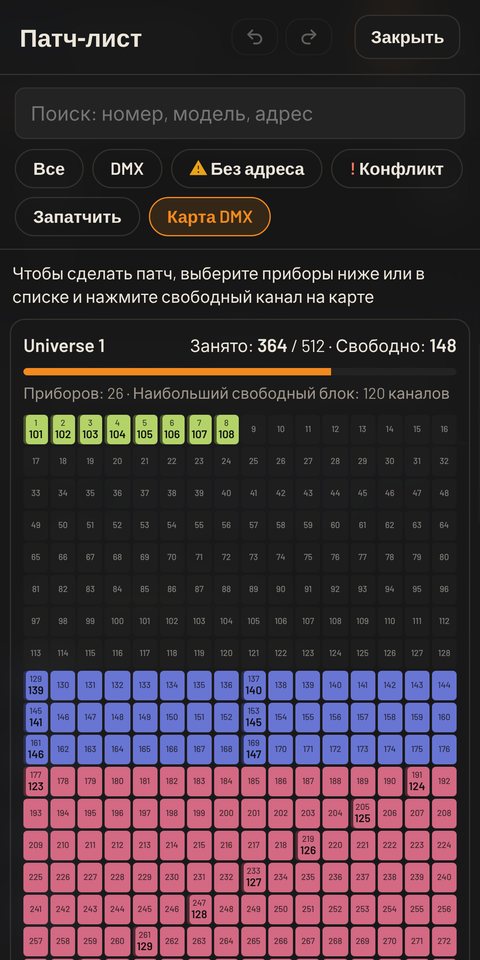 Патч-лист
Закрыть
Поиск: номер, модель, адрес
Все DMX Без адреса ! Конфликт
Запатчить Карта DMX
Чтобы сделать патч, выберите приборы ниже или в
списке и нажмите свободный канал на карте
Universe 1 Занято: 364 / 512 · Свободно: 148
Приборов: 26 · Наибольший свободный блок: 120 каналов
1 2 3 4 5 6 7 8 9 10 11 12 13 14 15 16
101 102 103 104 105 106 107 108
17 18 19 20 21 22 23 24 25 26 27 28 29 30 31 32
33 34 35 36 37 38 39 40 41 42 43 44 45 46 47 48
49 50 51 52 53 54 55 56 57 58 59 60 61 62 63 64
65 66 67 68 69 70 71 72 73 74 75 76 77 78 79 80
81 82 83 84 85 86 87 88 89 90 91 92 93 94 95 96
97 98 99 100 101 102 103 104 105 106 107 108 109 110 111 112
113 114 115 116 117 118 119 120 121 122 123 124 125 126 127 128
129 130 131 132 133 134 135 136 137 138 139 140 141 142 143 144
139 140
145 146 147 148 149 150 151 152 153 154 155 156 157 158 159 160
141 145
161 162 163 164 165 166 167 168 169 170 171 172 173 174 175 176
146 147
177 178 179 180 181 182 183 184 185 186 187 188 189 190 191 192
123 124
193 194 195 196 197 198 199 200 201 202 203 204 205 206 207 208
125
209 210 211 212 213 214 215 216 217 218 219 220 221 222 223 224
126
225 226 227 228 229 230 231 232 233 234 235 236 237 238 239 240
127
241 242 243 244 245 246 247 248 249 250 251 252 253 254 255 256
128
257 258 259 260 261 262 263 264 265 266 267 268 269 270 271 272
129